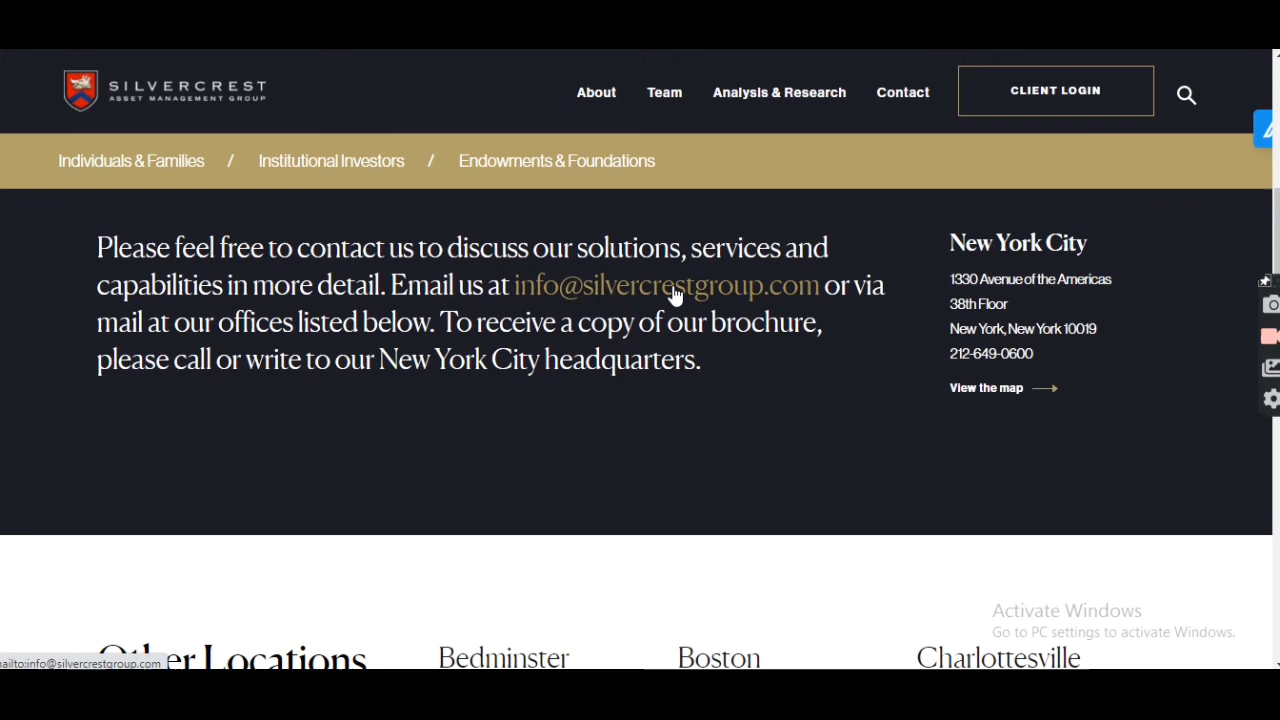 SILVERCREST
ASSET MANAGEMENT GROUP
About
Team
Analysis & Research
Contact
CLIENT LOGIN
Individuals & Families / Institutional Investors / Endowments & Foundations
Please feel free to contact us to discuss our solutions, services and
capabilities in more detail. Email us at info@silvercrestgroup.com or via
mail at our offices listed below. To receive a copy of our brochure,
please call or write to our New York City headquarters.
New York City
1330 Avenue of the Americas
38th Floor
New York, New York 10019
212-649-0600
View the map
Other Locations
Bedminster
Boston
Charlottesville
Activate Windows
Go to PC settings to activate Windows.
ailto:info@silvercrestgroup.com